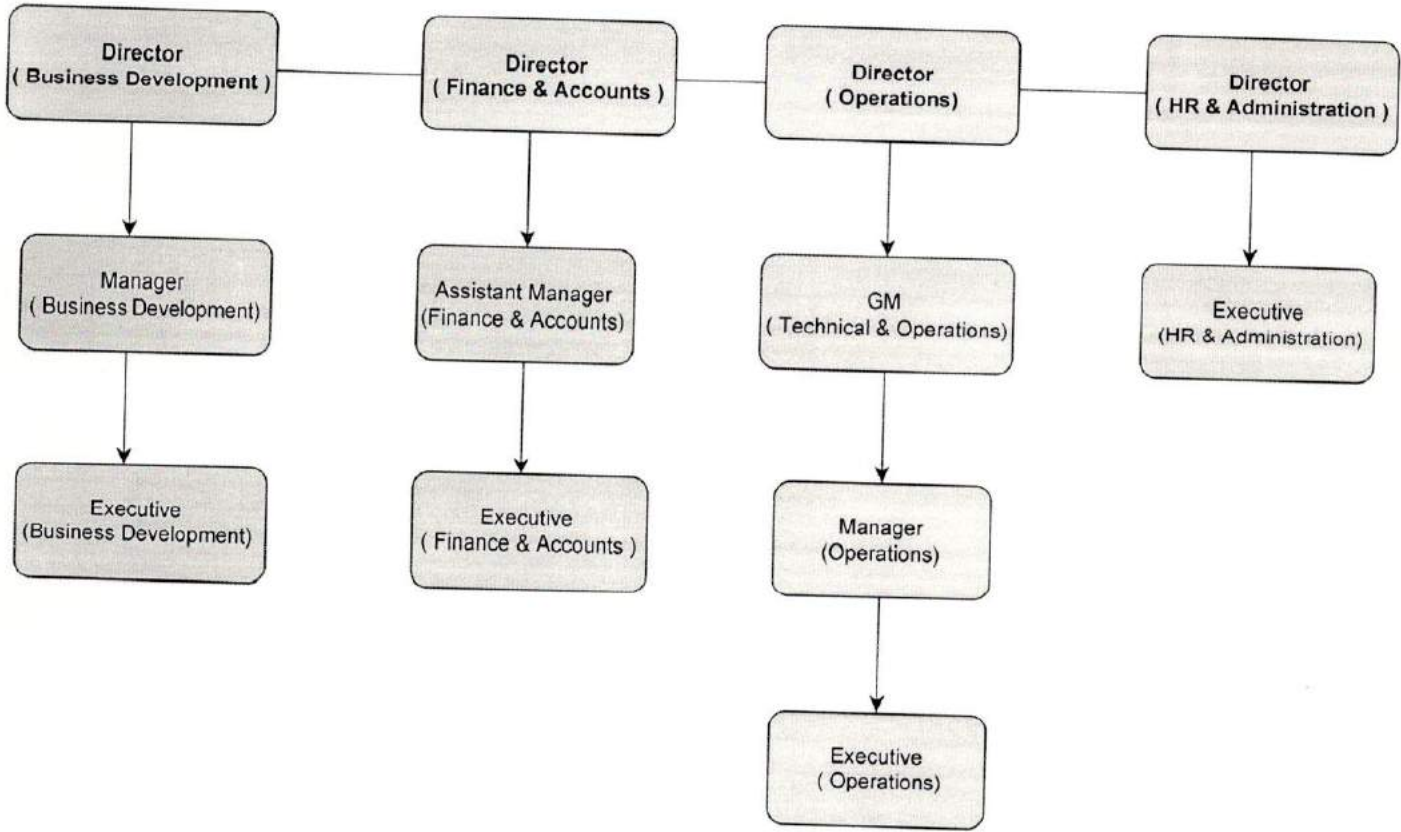 Director
( Business Development )
Director
( Finance & Accounts )
Director
( Operations)
Director
( HR & Administration )
Manager
( Business Development)
Assistant Manager
(Finance & Accounts)
GM
( Technical & Operations)
Executive
(HR & Administration)
Executive
(Business Development)
Executive
( Finance & Accounts )
Manager
(Operations)
Executive
( Operations)